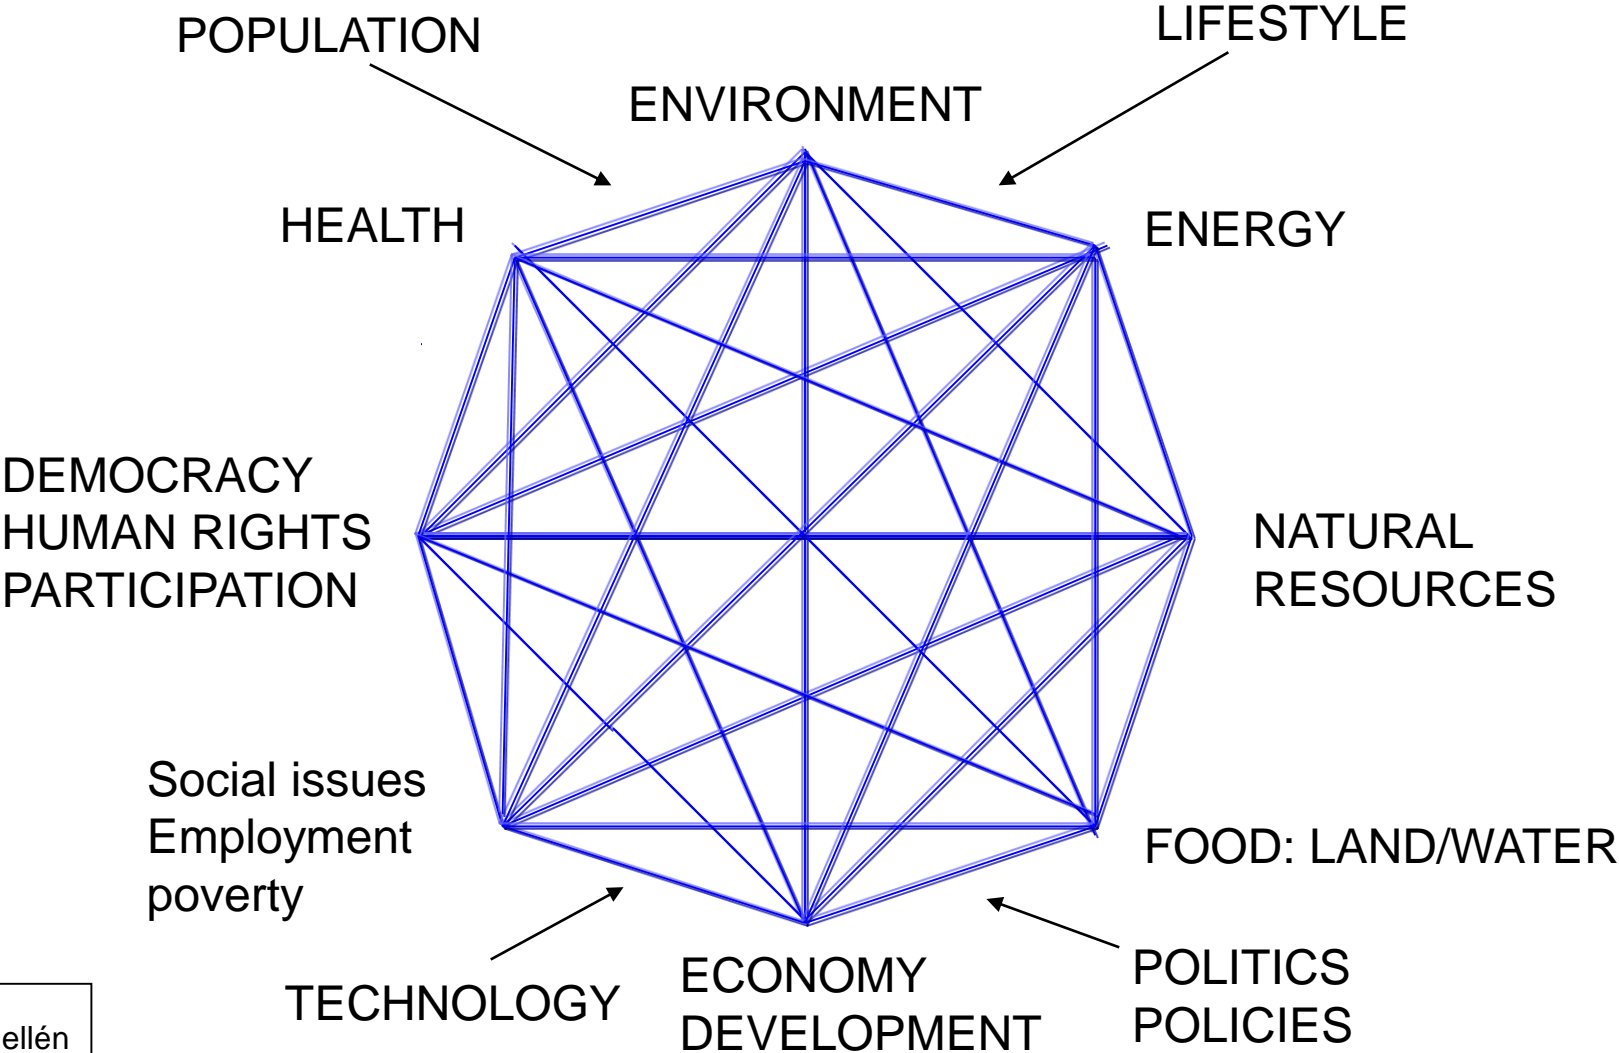 POPULATION
LIFESTYLE
ENVIRONMENT
HEALTH
ENERGY
DEMOCRACY
HUMAN RIGHTS
PARTICIPATION
NATURAL
RESOURCES
Social issues
Employment
poverty
FOOD: LAND/WATER
TECHNOLOGY
ECONOMY
DEVELOPMENT
POLITICS
POLICIES
ellén